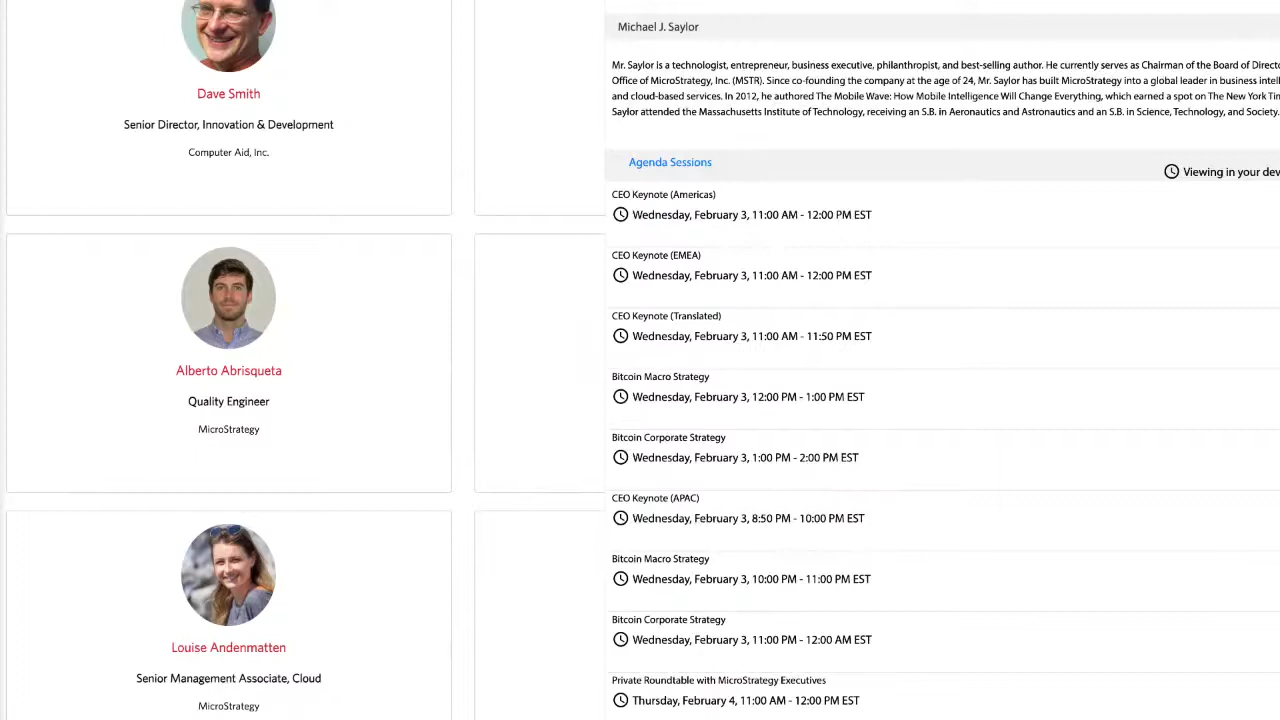 Dave Smith
Senior Director, Innovation & Development
Computer Aid, Inc.
Alberto Abrisqueta
Quality Engineer
MicroStrategy
Louise Andenmatten
Senior Management Associate, Cloud
MicroStrategy
Michael J. Saylor
Mr. Saylor is a technologist, entrepreneur, business executive, philanthropist, and best-selling author. He currently serves as Chairman of the Board of
Office of MicroStrategy, Inc. (MSTR). Since co-founding the company at the age of 24, Mr. Saylor has built MicroStrategy into a global leader in business
and cloud-based services. In 2012, he authored The Mobile Wave: How Mobile Intelligence Will Change Everything, which earned a spot on The New York
Saylor attended the Massachusetts Institute of Technology, receiving an S.B. in Aeronautics and Astronautics and an S.B. in Science, Technology, and Society.
Agenda Sessions
Viewing in your
CEO Keynote (Americas)
Wednesday, February 3, 11:00 AM - 12:00 PM EST
CEO Keynote (EMEA)
Wednesday, February 3, 11:00 AM - 12:00 PM EST
CEO Keynote (Translated)
Wednesday, February 3, 11:00 AM - 11:50 PM EST
Bitcoin Macro Strategy
Wednesday, February 3, 12:00 PM - 1:00 PM EST
Bitcoin Corporate Strategy
Wednesday, February 3, 1:00 PM - 2:00 PM EST
CEO Keynote (APAC)
Wednesday, February 3, 8:50 PM - 10:00 PM EST
Bitcoin Macro Strategy
Wednesday, February 3, 10:00 PM - 11:00 PM EST
Bitcoin Corporate Strategy
Wednesday, February 3, 11:00 PM - 12:00 AM EST
Private Roundtable with MicroStrategy Executives
Thursday, February 4, 11:00 AM - 12:00 PM EST